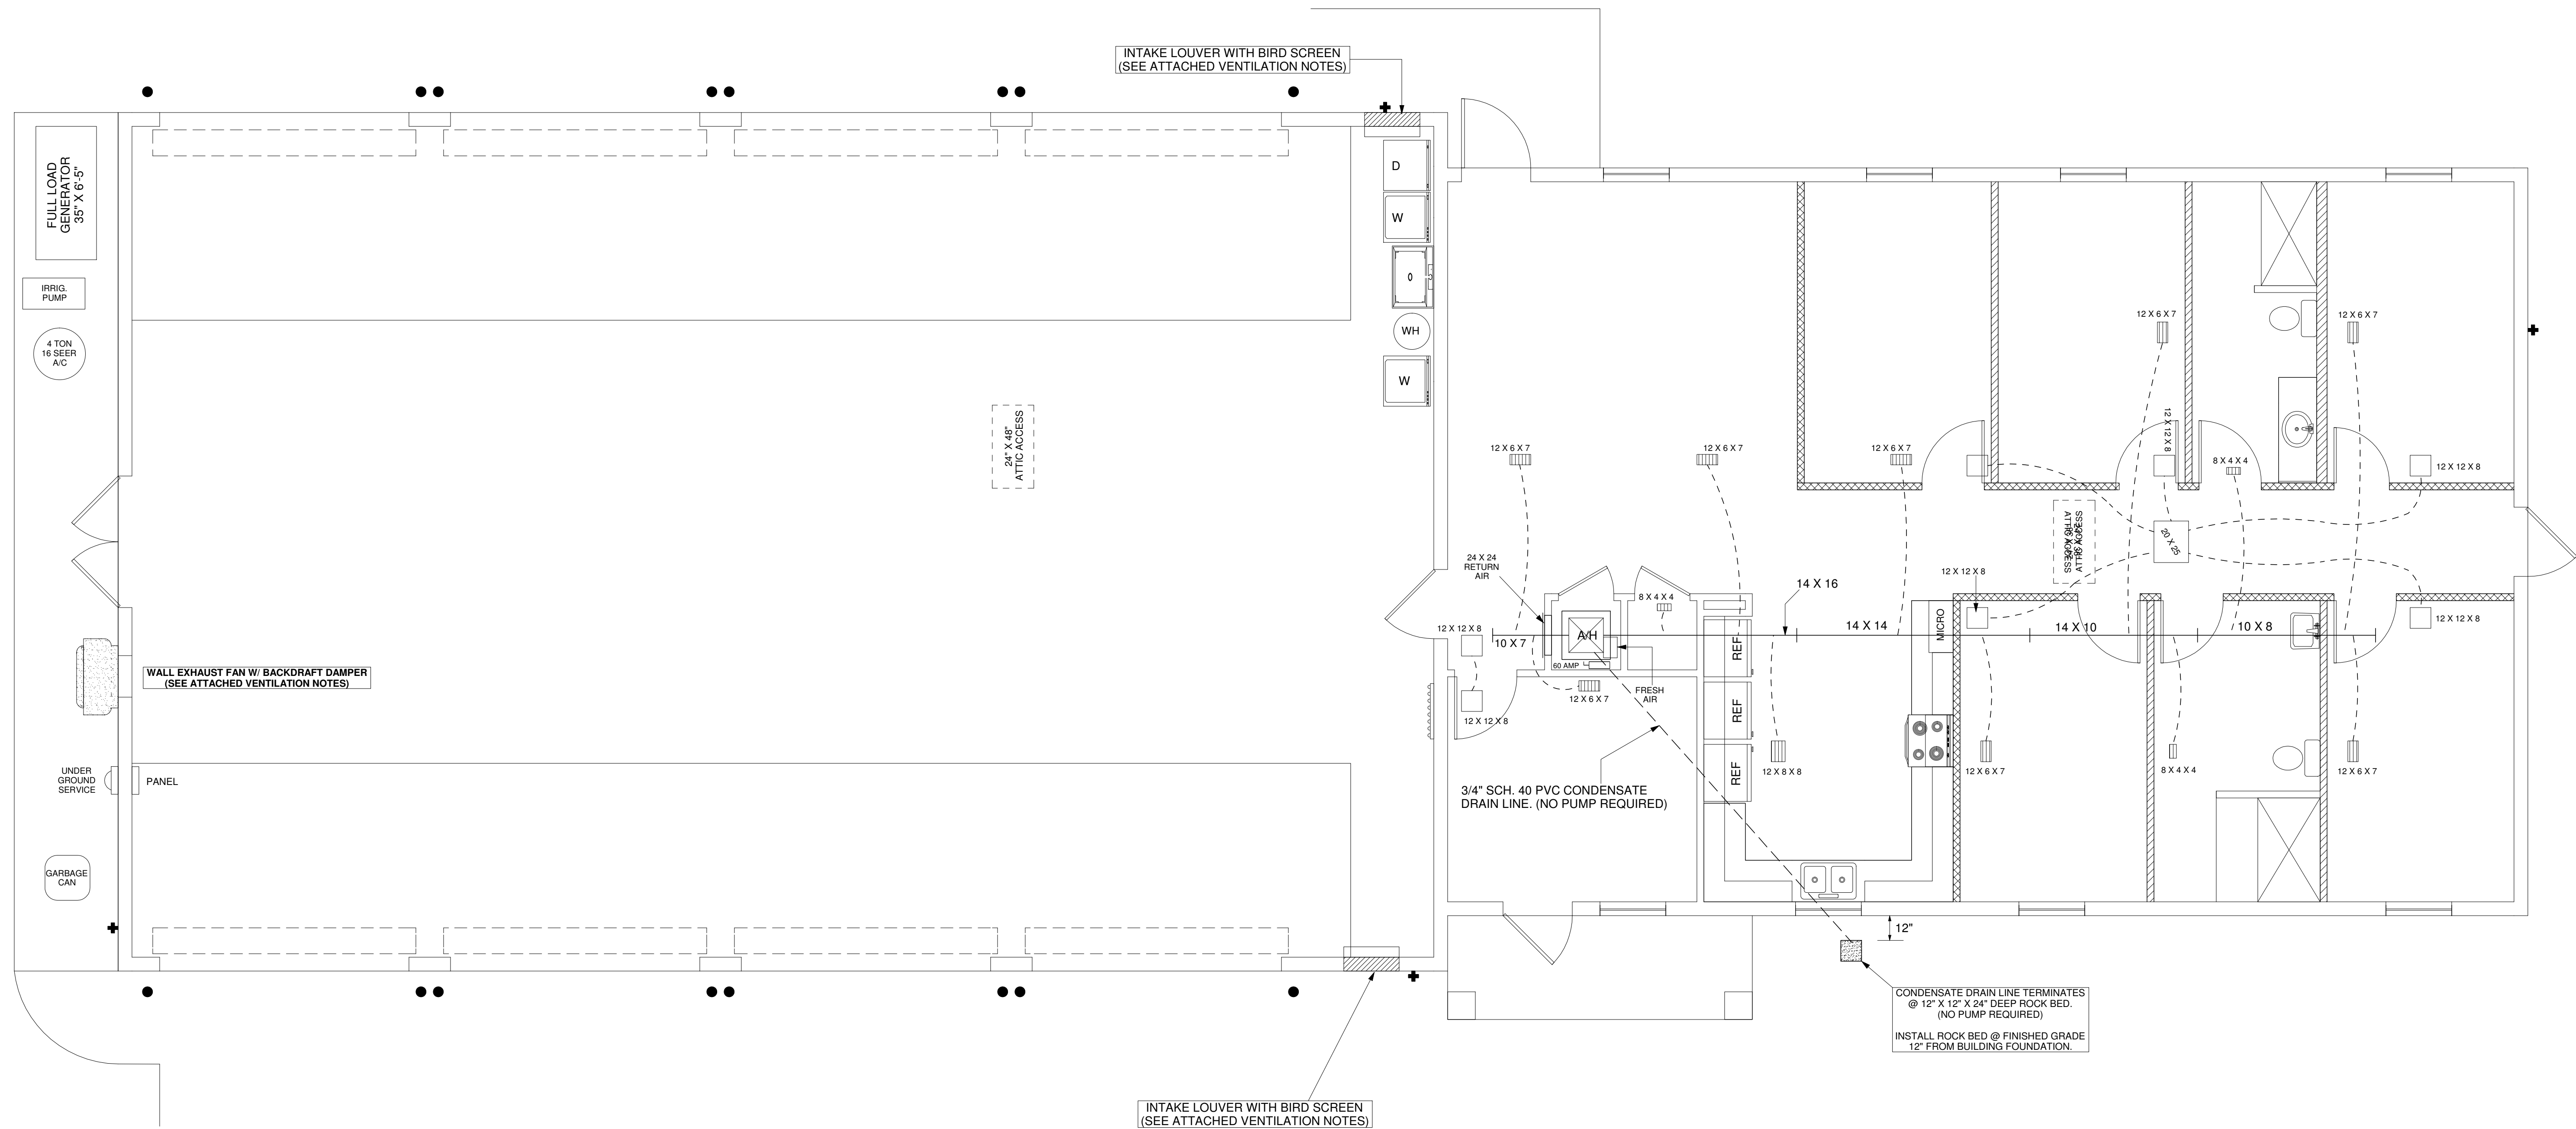 INTAKE LOUVER WITH BIRD SCREEN
(SEE ATTACHED VENTILATION NOTES)
FULL LOAD
GENERATOR
35" X 6'-5"
IRRIG.
PUMP
4 TON
16 SEER
A/C
24" X 48"
ATTIC ACCESS
D
W
WH
W
12 X 6 X 7
12 X 6 X 7
12 X 6 X 7
12 X 6 X 7
12 X 6 X 7
12 X 12 X 8
8 X 4 X 4
12 X 12 X 8
ATTIC ACCESS
ATTIC ACCESS
20 X 25
24 X 24
RETURN
AIR
12 X 12 X 8
14 X 16
8 X 4 X 4
12 X 12 X 8
A/H
10 X 7
14 X 14
MICRO
14 X 10
10 X 8
12 X 12 X 8
60 AMP
REF
REF
REF
FRESH
AIR
12 X 6 X 7
12 X 12 X 8
WALL EXHAUST FAN W/ BACKDRAFT DAMPER
(SEE ATTACHED VENTILATION NOTES)
UNDER
GROUND
SERVICE
PANEL
12 X 8 X 8
12 X 6 X 7
8 X 4 X 4
12 X 6 X 7
3/4" SCH. 40 PVC CONDENSATE
DRAIN LINE. (NO PUMP REQUIRED)
GARBAGE
CAN
12"
CONDENSATE DRAIN LINE TERMINATES
@ 12" X 12" X 24" DEEP ROCK BED.
(NO PUMP REQUIRED)
INSTALL ROCK BED @ FINISHED GRADE
12" FROM BUILDING FOUNDATION.
INTAKE LOUVER WITH BIRD SCREEN
(SEE ATTACHED VENTILATION NOTES)